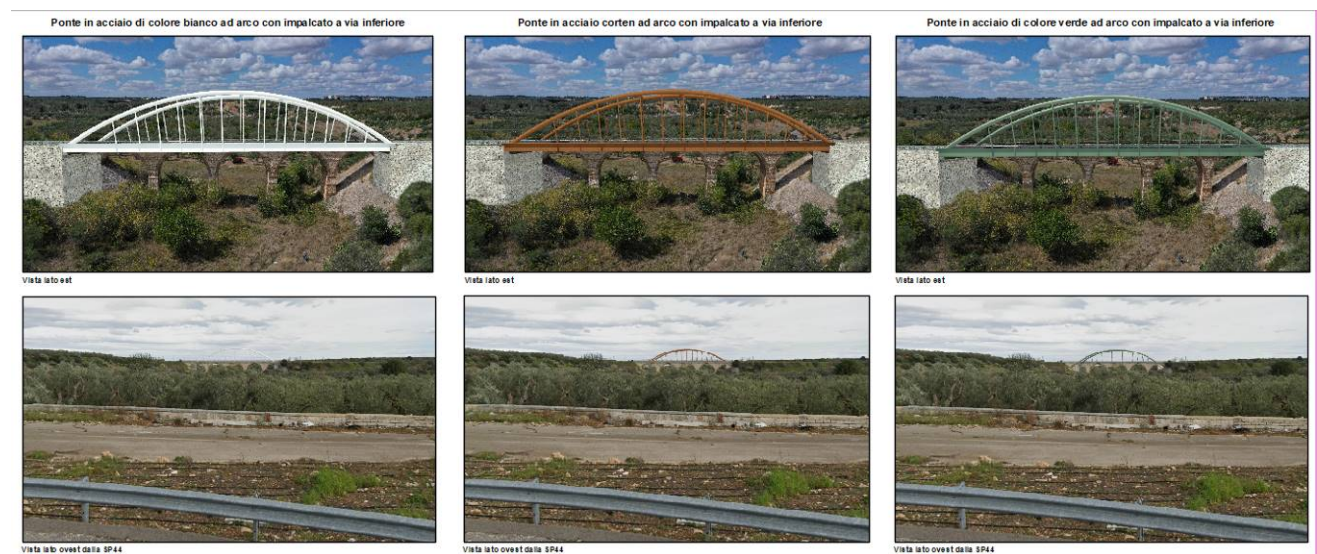 Ponte in acciaio di colore bianco ad arco con impalcato a via inferiore
Ponte in acciaio corten ad arco con impalcato a via inferiore
Ponte in acciaio di colore verde ad arco con impalcato a via inferiore
Vista lato est
Vista lato est
Vista lato est
Vista lato ovest dalla SP44
Vista lato ovest dalla SP44
Vista lato ovest dalla SP44